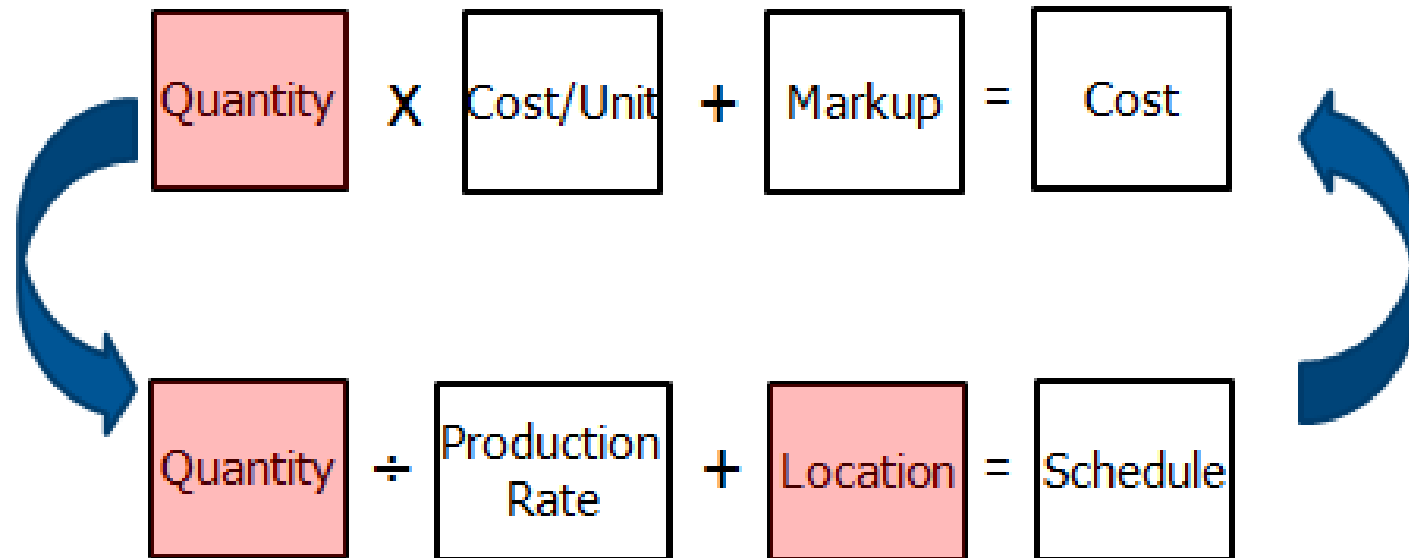 Quantity X Cost/Unit + Markup = Cost
Quantity ÷ Production Rate + Location = Schedule